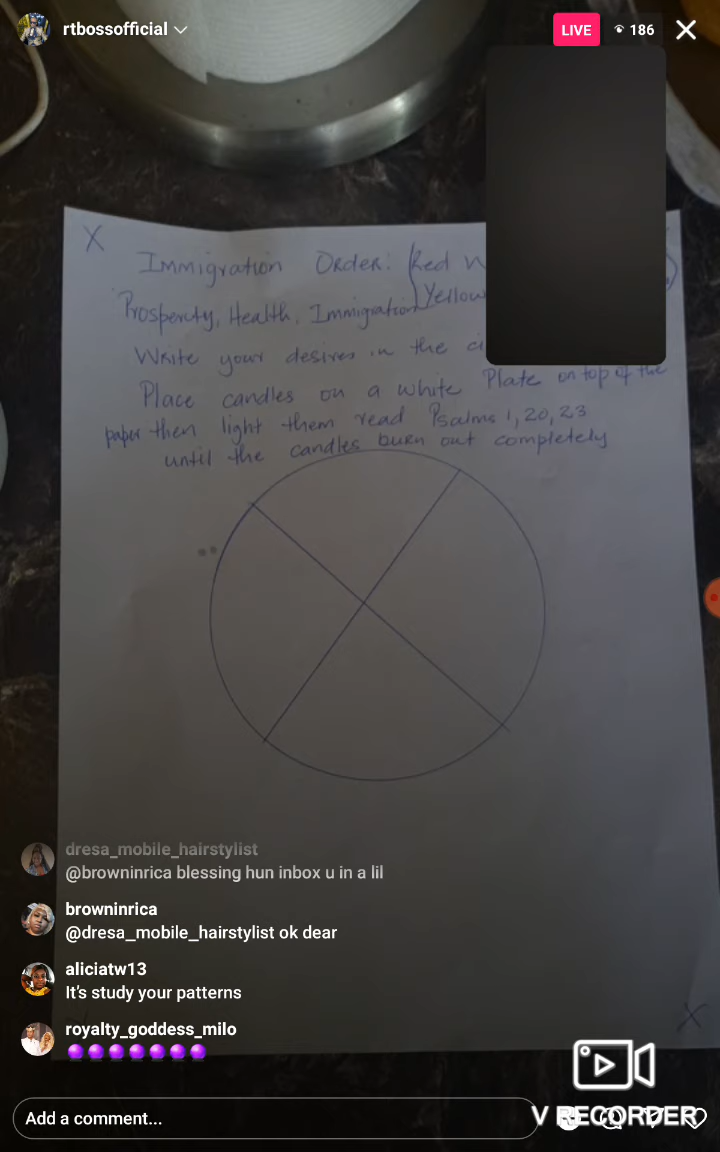 rtbossofficial
LIVE
186
X
Immigration Order: (Red
Prosperity, Health, Immigration Yellow
Write your desires in the
Place candles on a white Plate on top of the
paper then light them read Psalms 1, 20, 23
until the candles burn out completely
dresa_mobile_hairstylist
@browninrica blessing hun inbox u in a lil
browninrica
@dresa_mobile_hairstylist ok dear
aliciatw13
It's study your patterns
royalty_goddess_milo
X
Add a comment...
V RECORDER